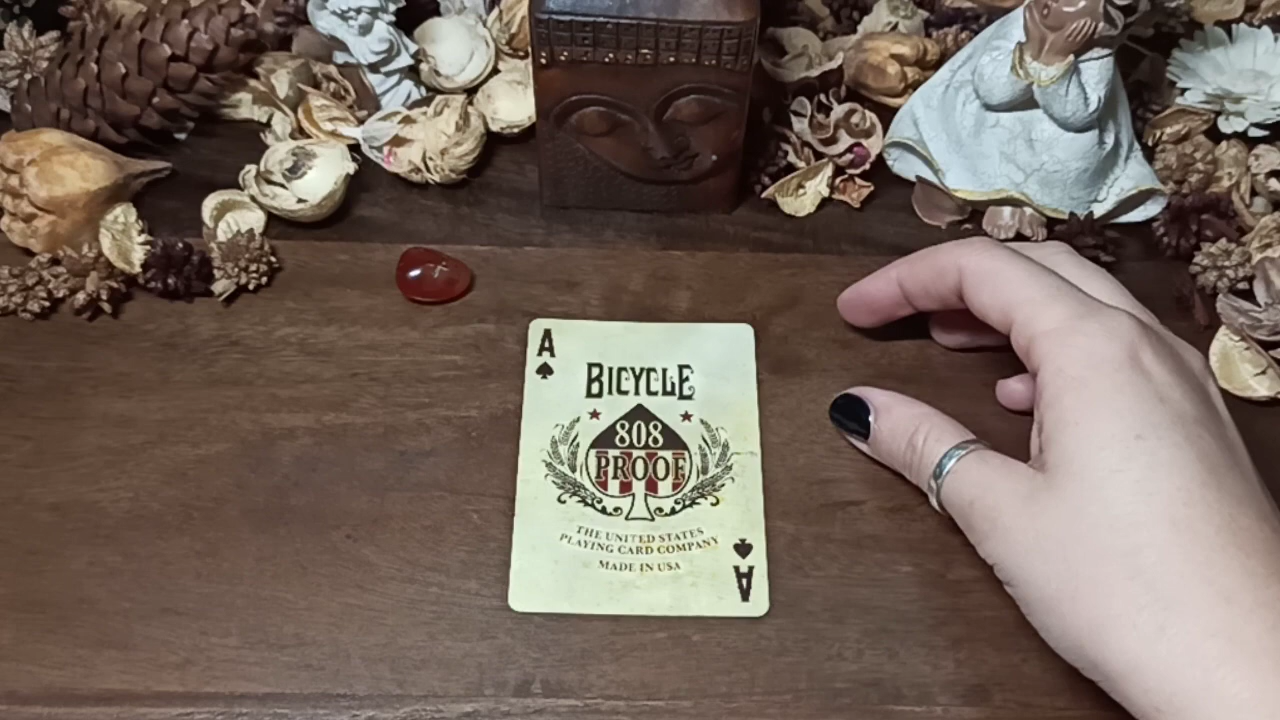 A
BICYCLE
808
PROOF
THE UNITED STATES
PLAYING CARD COMPANY
MADE IN USA
A